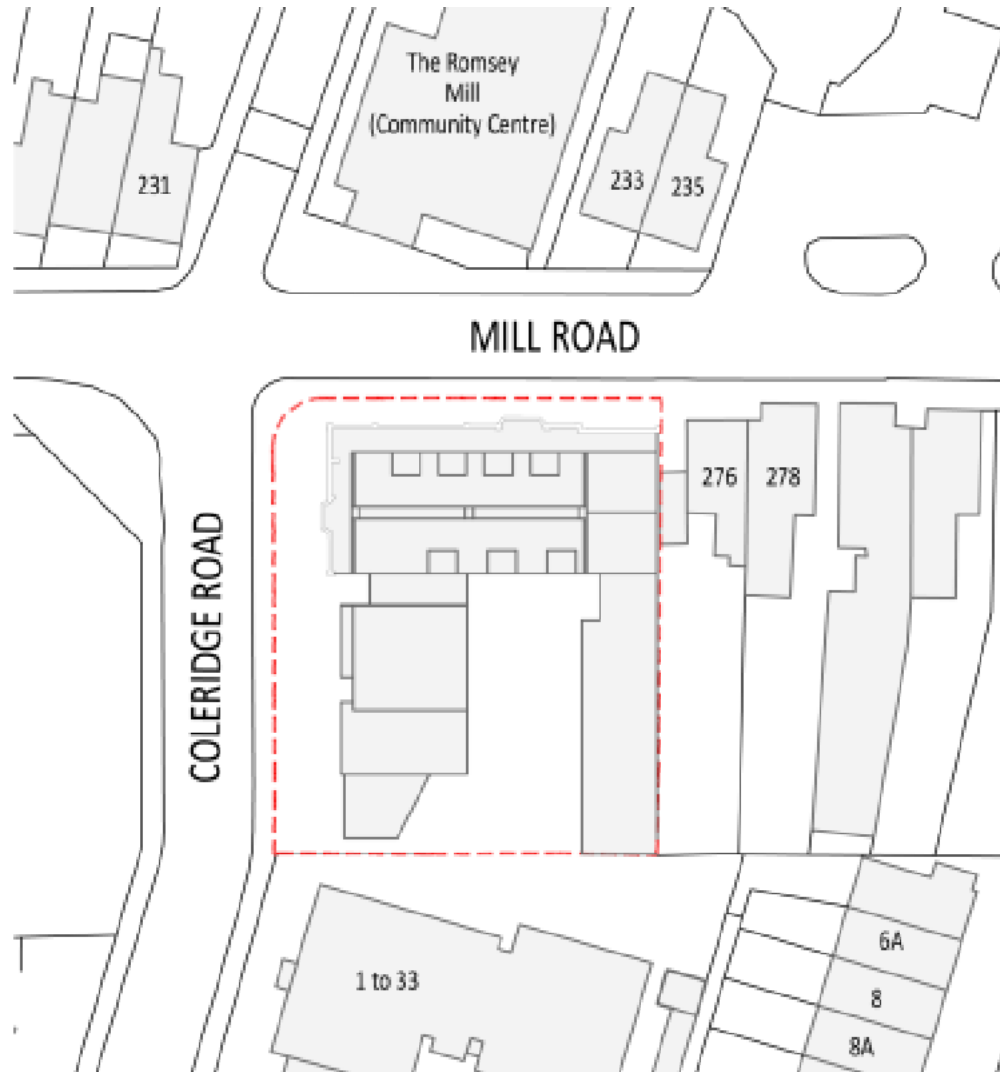 The Romsey
Mill
(Community Centre)
231
233
235
MILL ROAD
276
278
COLERIDGE ROAD
6A
1 to 33
8
8A